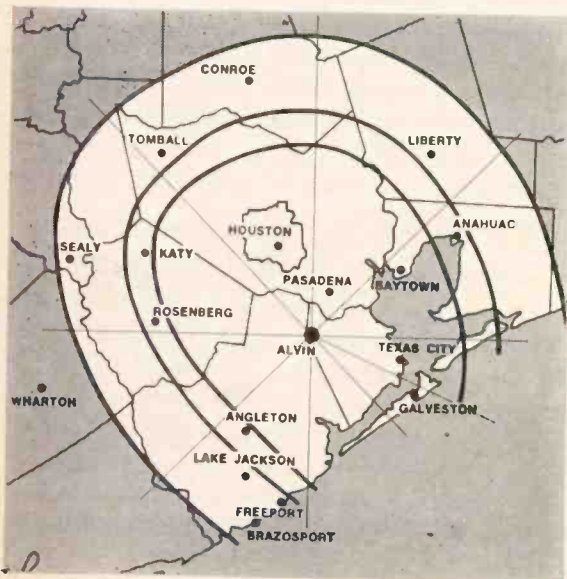 CONROE
TOMBALL
LIBERTY
HOUSTON
ANAHUAC
SEALY
KATY
PASADENA
BAYTOWN
ROSENBERG
ALVIN
TEXAS CITY
WHARTON
GALVESTON
ANGLETON
LAKE JACKSON
FREEPORT
BRAZOSPORT